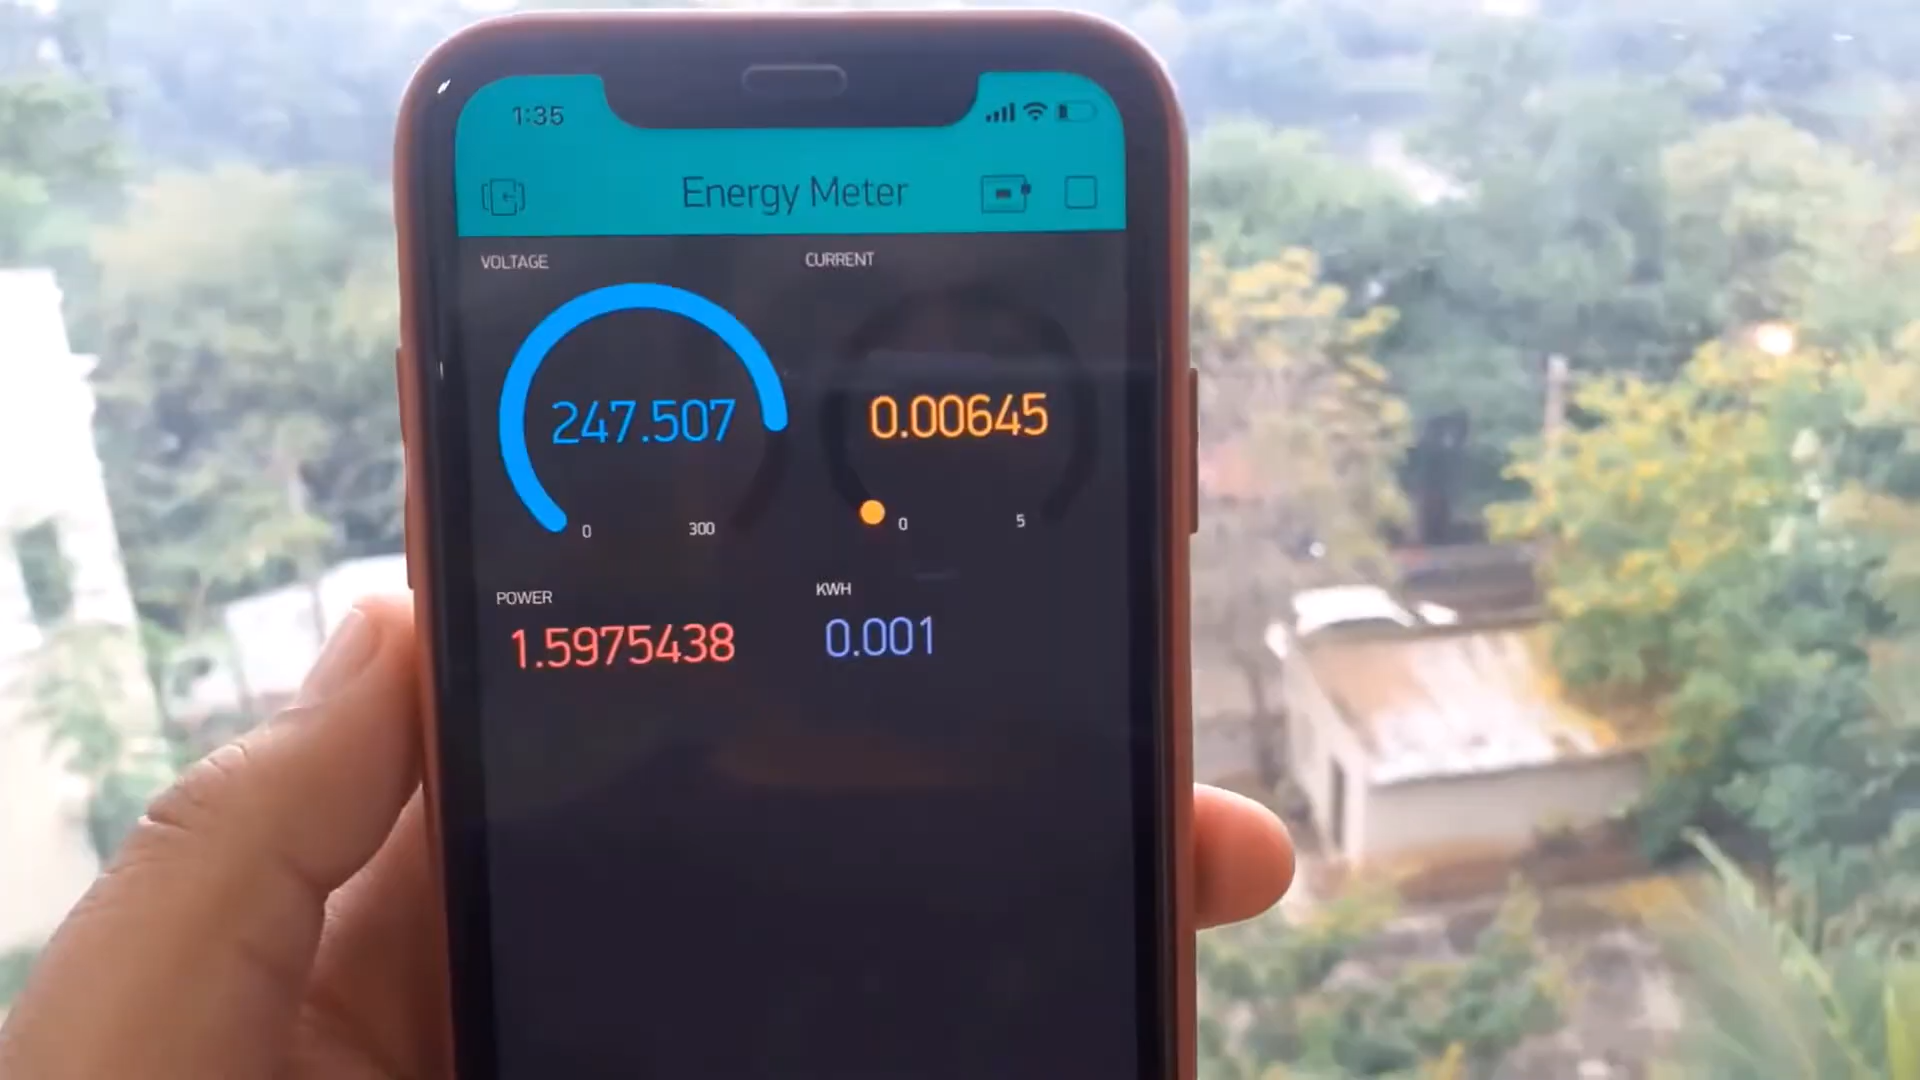 1:35
Energy Meter
VOLTAGE
CURRENT
247.507
0.00645
0 300
0 5
POWER
KWH
1.5975438
0.001